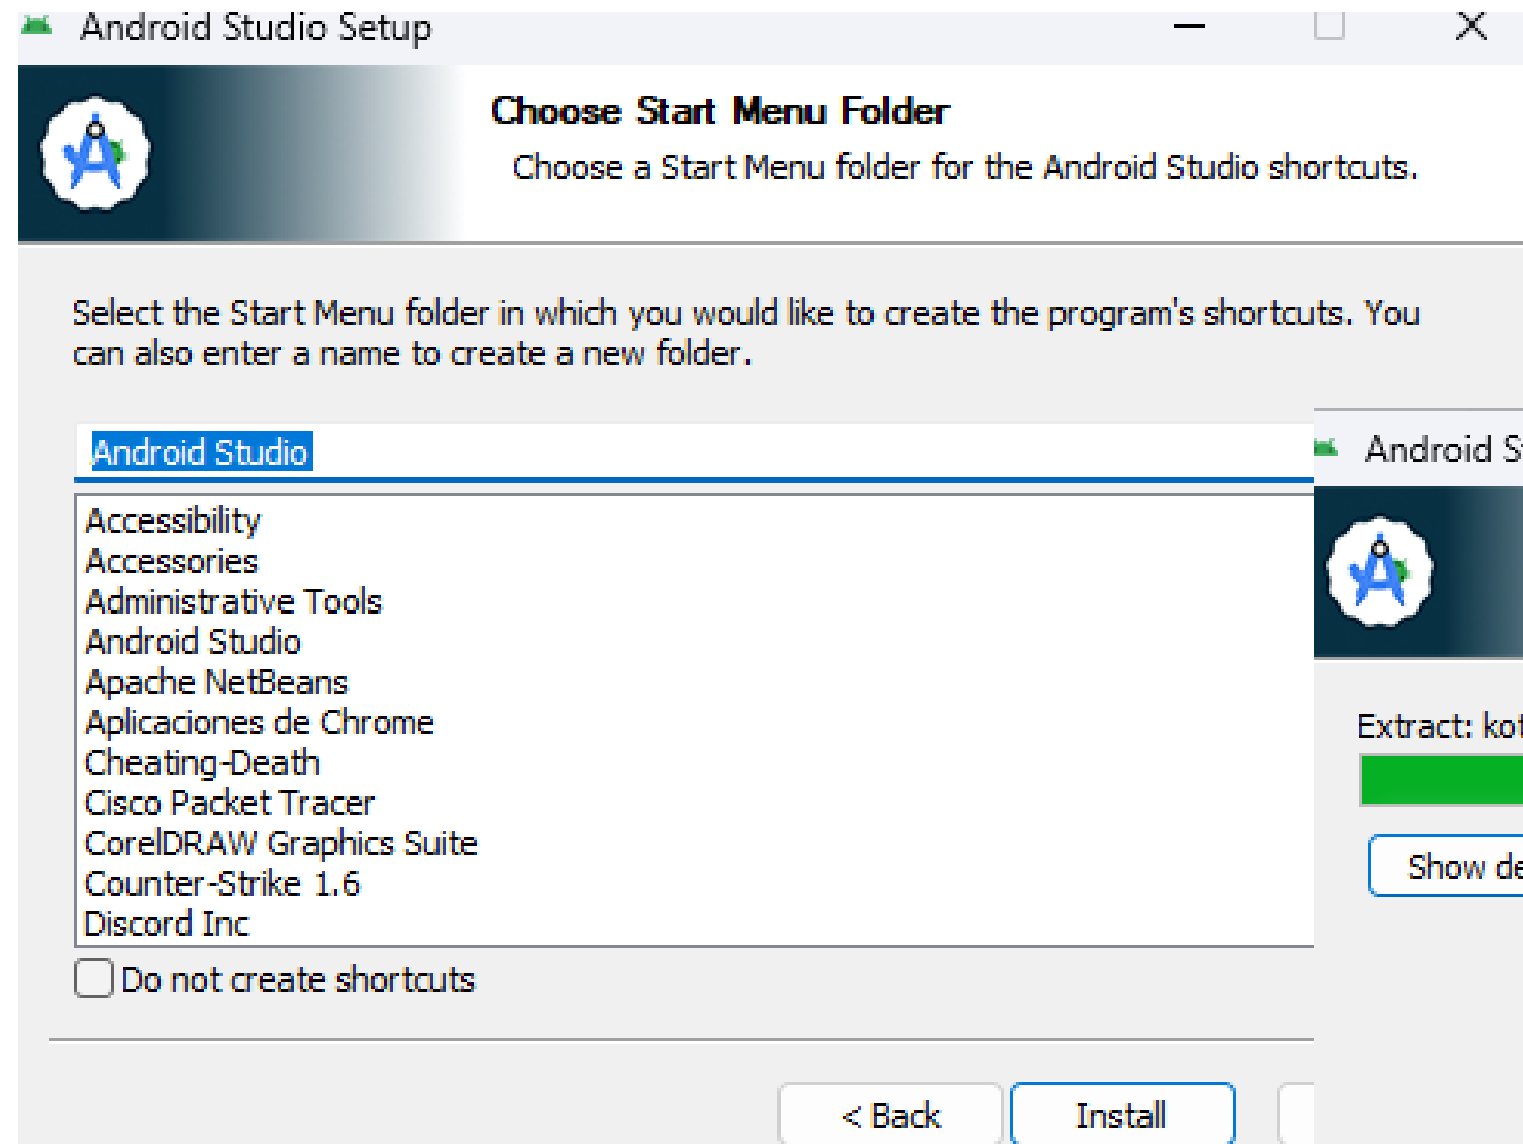 Android Studio Setup
Choose Start Menu Folder
Choose a Start Menu folder for the Android Studio shortcuts.
Select the Start Menu folder in which you would like to create the program's shortcuts. You
can also enter a name to create a new folder.
Android Studio
Accessibility
Accessories
Administrative Tools
Android Studio
Apache NetBeans
Aplicaciones de Chrome
Cheating-Death
Cisco Packet Tracer
CorelDRAW Graphics Suite
Counter-Strike 1.6
Discord Inc
Do not create shortcuts
< Back
Install
Android
Extract:
Show